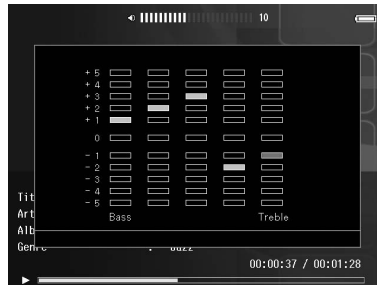 10
+ 5
+ 4
+ 3
+ 2
+ 1
0
- 1
- 2
- 3
- 4
- 5
Bass Treble
Tit
Art
Alb
Genre : Jazz
00:00:37 / 00:01:28